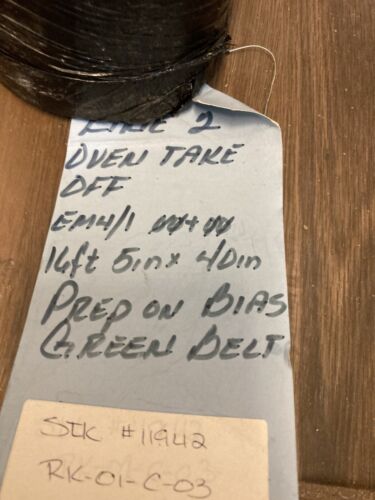 LINE 2
OVEN TAKE
OFF
EM4/1
16ft 5in x 40in
PREP ON BIAS
GREEN BELT
STK #11942
RK-01-C-03